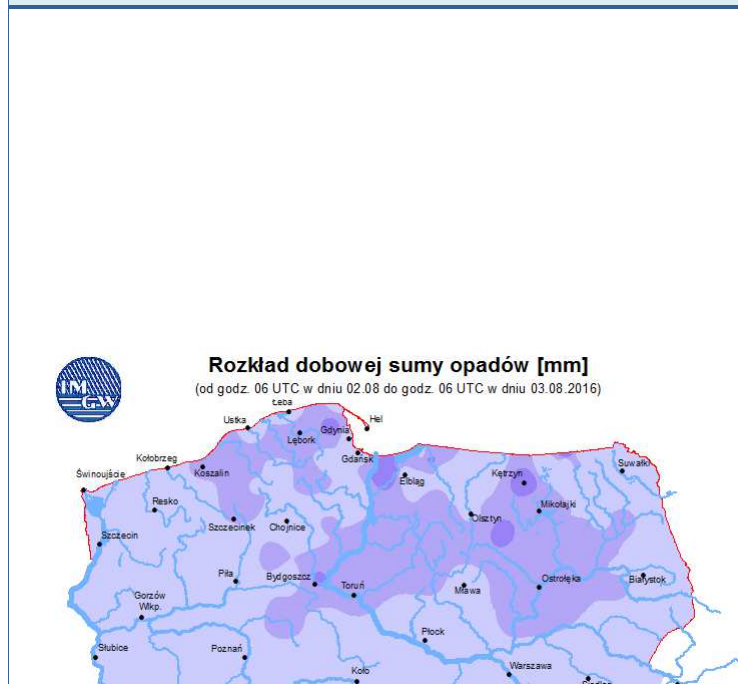 Rozkład dobowej sumy opadów [mm]
(od godz. 06 UTC w dniu 02.08 do godz. 06 UTC w dniu 03.08.2016)
IM
GW
Łeba
Ustka
Hel
Lębork
Gdynia
Gdańsk
Kołobrzeg
Koszalin
Suwałki
Świnoujście
Elbląg
Kętrzyn
Resko
Mikołajki
Szczecinek
Chojnice
Olsztyn
Szczecin
Piła
Bydgoszcz
Toruń
Mława
Ostrołęka
Białystok
Gorzów
Wlkp.
Płock
Słubice
Poznań
Koło
Warszawa